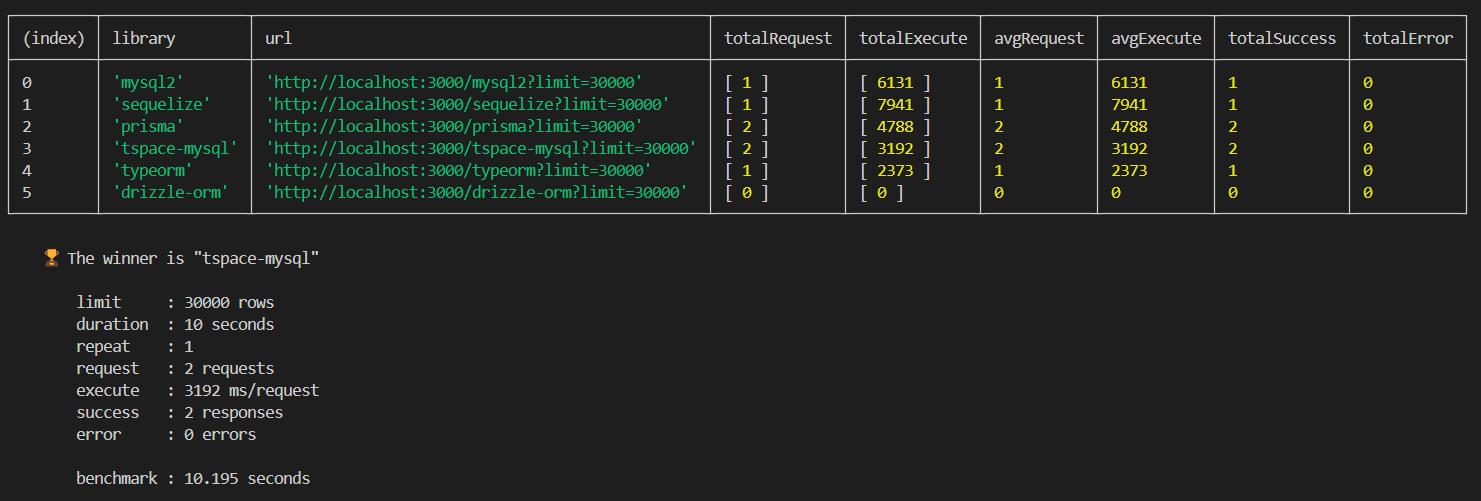 (index) library url totalRequest totalExecute avgRequest avgExecute totalSuccess totalError
0 'mysql2' 'http://localhost:3000/mysql2?limit=30000' [ 1 ] [ 6131 ] 1 6131 1 0
1 'sequelize' 'http://localhost:3000/sequelize?limit=30000' [ 1 ] [ 7941 ] 1 7941 1 0
2 'prisma' 'http://localhost:3000/prisma?limit=30000' [ 2 ] [ 4788 ] 2 4788 2 0
3 'tspace-mysql' 'http://localhost:3000/tspace-mysql?limit=30000' [ 2 ] [ 3192 ] 2 3192 2 0
4 'typeorm' 'http://localhost:3000/typeorm?limit=30000' [ 1 ] [ 2373 ] 1 2373 1 0
5 'drizzle-orm' 'http://localhost:3000/drizzle-orm?limit=30000' [ 0 ] [ 0 ] 0 0 0 0
🏆 The winner is "tspace-mysql"
limit : 30000 rows
duration : 10 seconds
repeat : 1
request : 2 requests
execute : 3192 ms/request
success : 2 responses
error : 0 errors
benchmark : 10.195 seconds